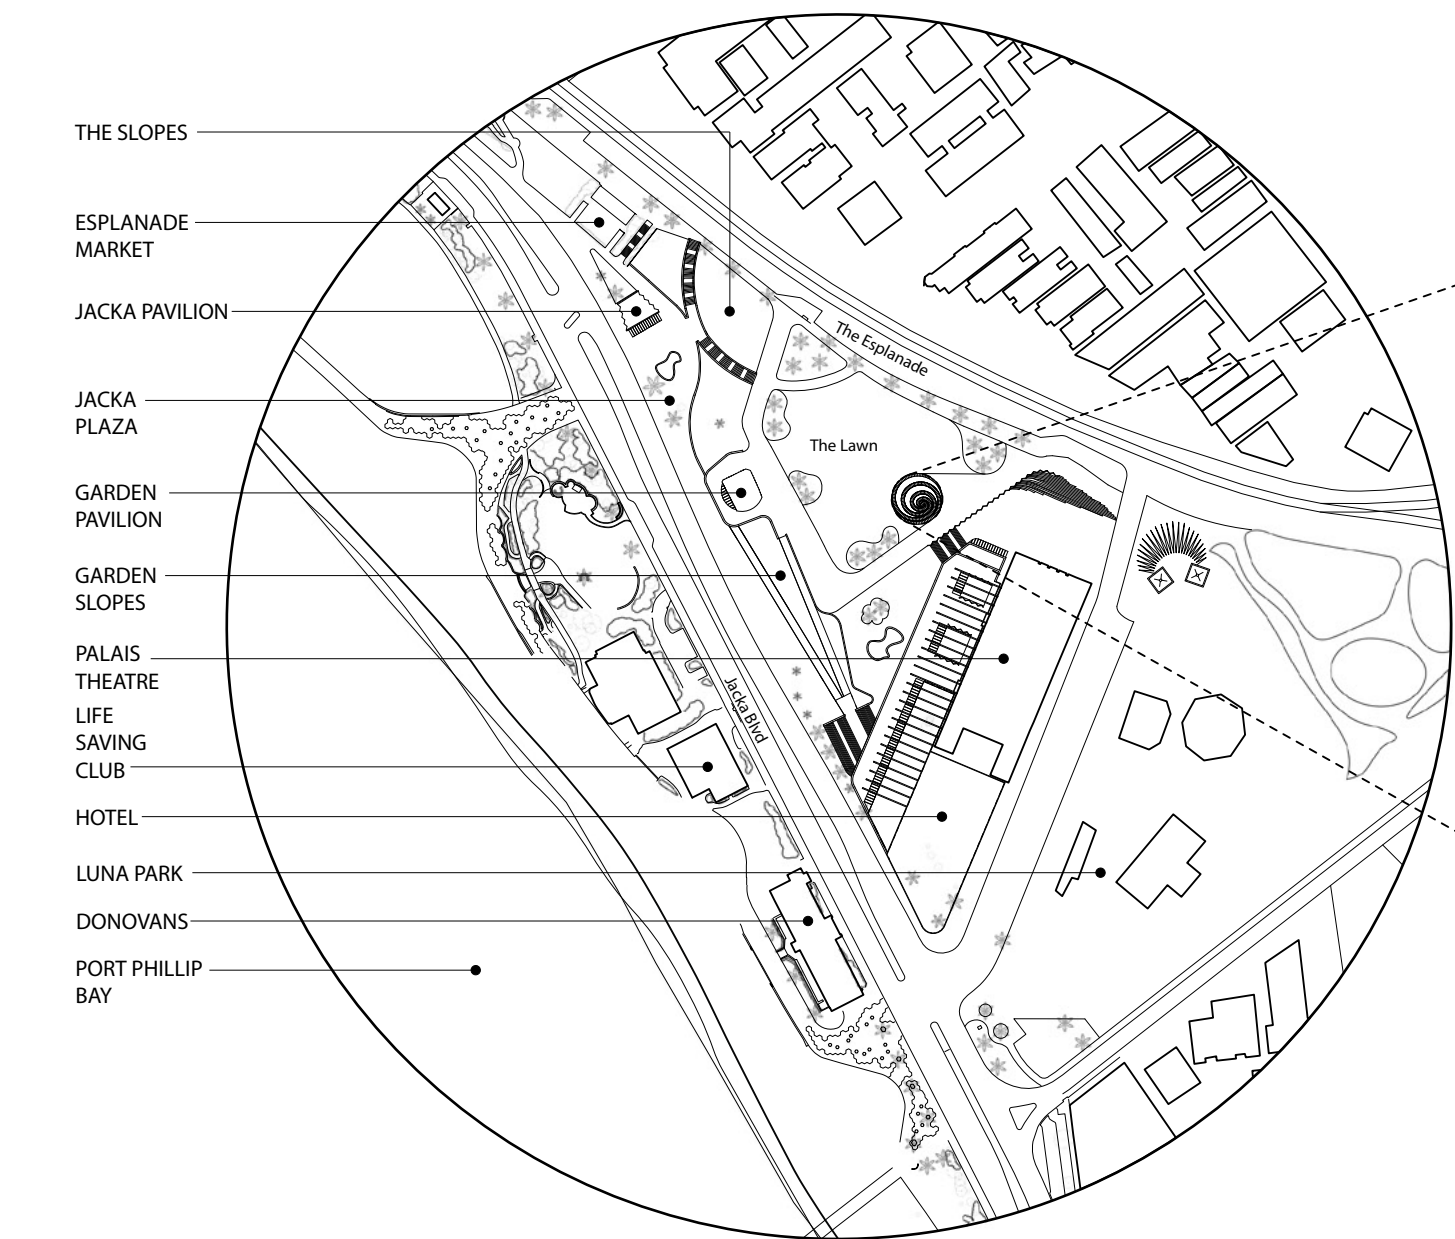 THE SLOPES
ESPLANADE
MARKET
JACKA PAVILION
JACKA
PLAZA
GARDEN
PAVILION
GARDEN
SLOPES
PALAIS
THEATRE
LIFE
SAVING
CLUB
HOTEL
LUNA PARK
DONOVANS
PORT PHILLIP
BAY
The Esplanade
The Lawn
Jacka Blvd